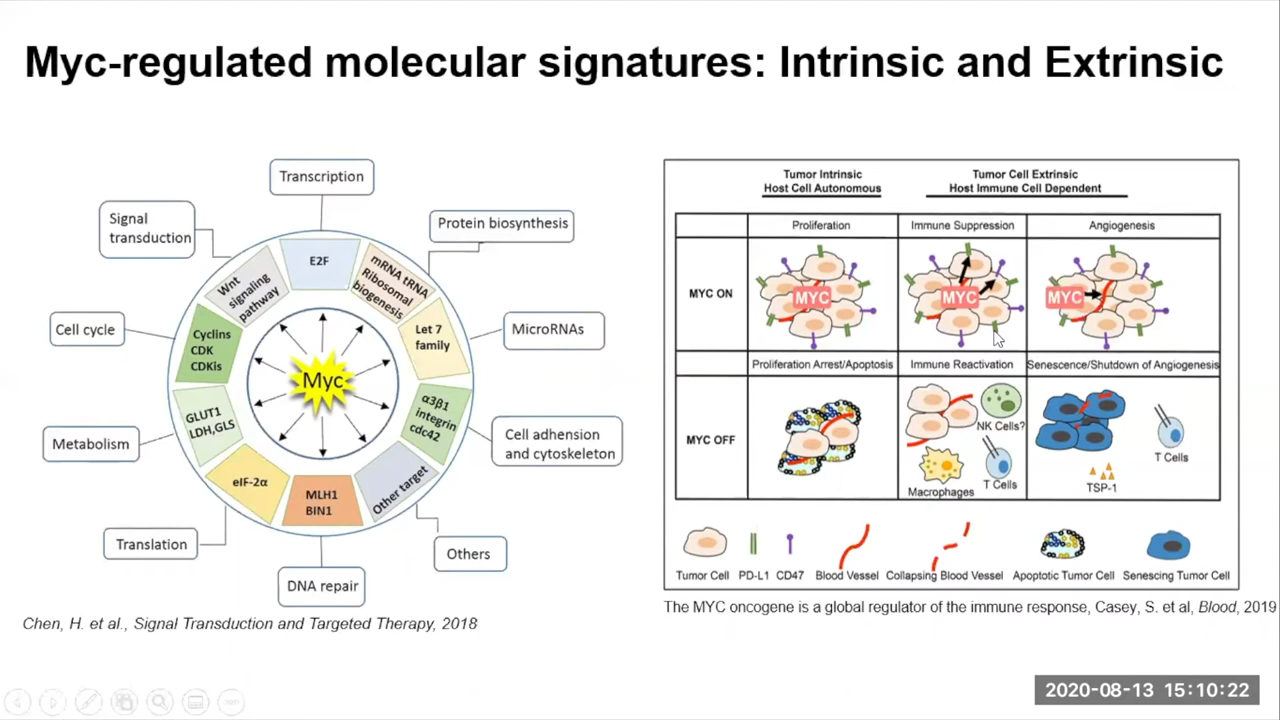 Myc-regulated molecular signatures: Intrinsic and Extrinsic
Transcription
Signal
transduction
Protein biosynthesis
E2F
Wnt
signaling
pathway
mRNA tRNA
Ribosomal
biogenesis
Cell cycle
Cyclins
CDK
CDKis
Let 7
family
MicroRNAs
Myc
Metabolism
GLUT1
LDH,GLS
α3β1
integrin
cdc42
Cell adhension
and cytoskeleton
eIF-2α
MLH1
BIN1
Other target
Translation
Others
DNA repair
Chen, H. et al., Signal Transduction and Targeted Therapy, 2018
Tumor Intrinsic
Host Cell Autonomous
Tumor Cell Extrinsic
Host Immune Cell Dependent
Proliferation
Immune Suppression
Angiogenesis
MYC ON
MYC
MYC
MYC
Proliferation Arrest/Apoptosis
Immune Reactivation
Senescence/Shutdown of Angiogenesis
MYC OFF
NK Cells?
T Cells
Macrophages
T Cells
TSP-1
Tumor Cell
PD-L1
CD47
Blood Vessel
Collapsing Blood Vessel
Apoptotic Tumor Cell
Senescing Tumor Cell
The MYC oncogene is a global regulator of the immune response, Casey, S. et al, Blood, 2019
2020-08-13 15:10:22